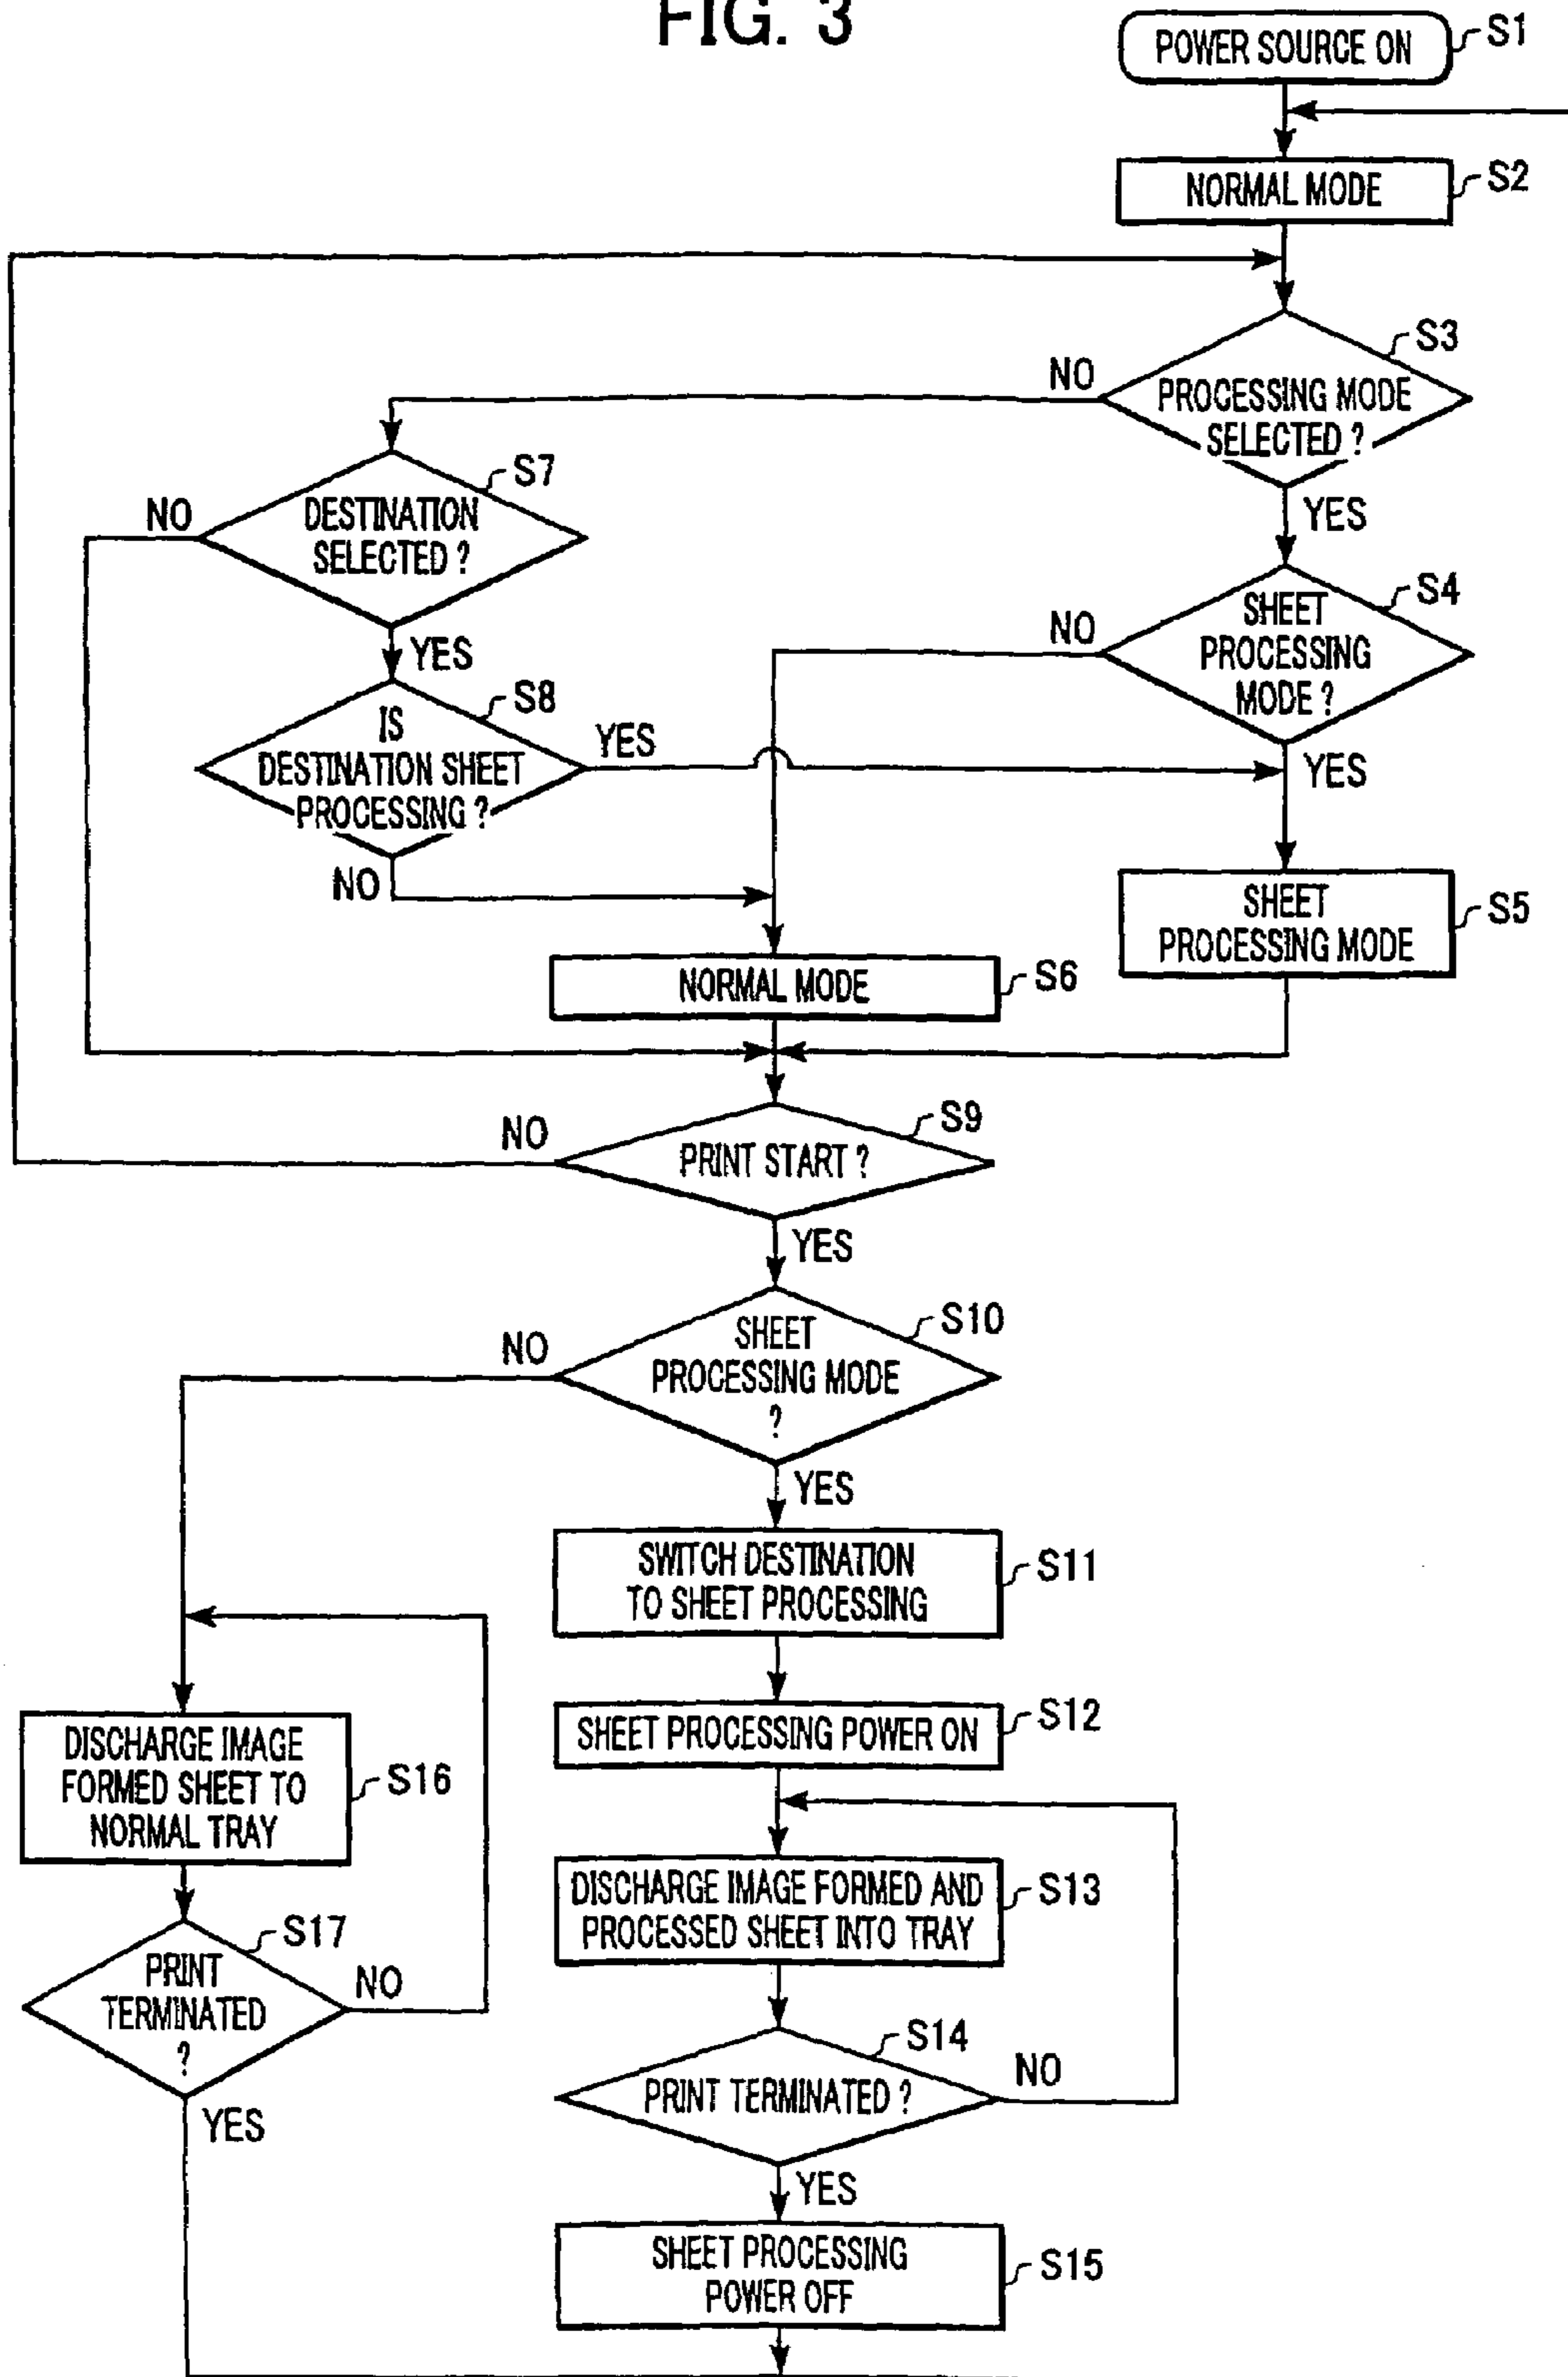 FIG. 3
POWER SOURCE ON
S1
NORMAL MODE
S2
S3
NO
PROCESSING MODE
SELECTED ?
YES
S7
NO
DESTINATION
SELECTED ?
YES
S4
NO
SHEET
PROCESSING
MODE ?
YES
S8
IS
DESTINATION SHEET
PROCESSING ?
YES
NO
SHEET
PROCESSING MODE
S5
NORMAL MODE
S6
S9
NO
PRINT START ?
YES
S10
NO
SHEET
PROCESSING MODE
?
YES
SWITCH DESTINATION
TO SHEET PROCESSING
S11
SHEET PROCESSING POWER ON
S12
DISCHARGE IMAGE
FORMED SHEET TO
NORMAL TRAY
S16
DISCHARGE IMAGE FORMED AND
PROCESSED SHEET INTO TRAY
S13
S17
PRINT
TERMINATED
?
NO
YES
S14
PRINT TERMINATED ?
NO
YES
SHEET PROCESSING
POWER OFF
S15